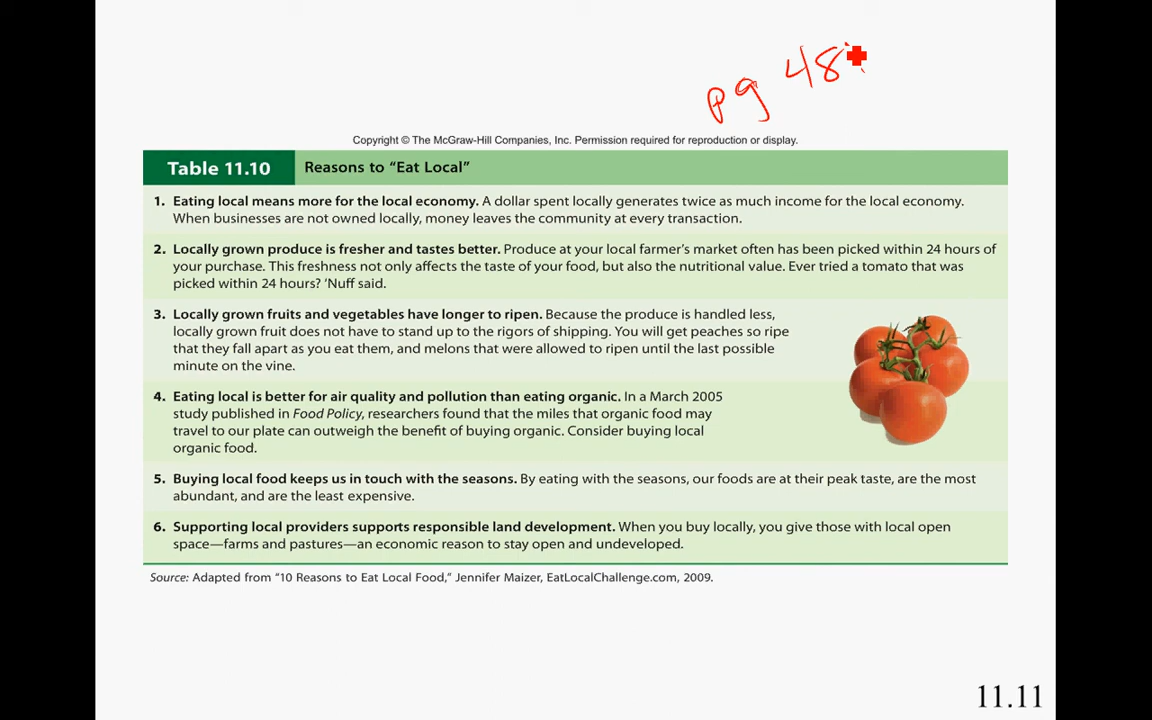 pg 48
Copyright © The McGraw-Hill Companies, Inc. Permission required for reproduction or display.
Table 11.10 Reasons to “Eat Local”
1. Eating local means more for the local economy. A dollar spent locally generates twice as much income for the local economy.
When businesses are not owned locally, money leaves the community at every transaction.
2. Locally grown produce is fresher and tastes better. Produce at your local farmer’s market often has been picked within 24 hours of
your purchase. This freshness not only affects the taste of your food, but also the nutritional value. Ever tried a tomato that was
picked within 24 hours? ‘Nuff said.
3. Locally grown fruits and vegetables have longer to ripen. Because the produce is handled less,
locally grown fruit does not have to stand up to the rigors of shipping. You will get peaches so ripe
that they fall apart as you eat them, and melons that were allowed to ripen until the last possible
minute on the vine.
4. Eating local is better for air quality and pollution than eating organic. In a March 2005
study published in Food Policy, researchers found that the miles that organic food may
travel to our plate can outweigh the benefit of buying organic. Consider buying local
organic food.
5. Buying local food keeps us in touch with the seasons. By eating with the seasons, our foods are at their peak taste, are the most
abundant, and are the least expensive.
6. Supporting local providers supports responsible land development. When you buy locally, you give those with local open
space—farms and pastures—an economic reason to stay open and undeveloped.
Source: Adapted from “10 Reasons to Eat Local Food,” Jennifer Maizer, EatLocalChallenge.com, 2009.
11.11